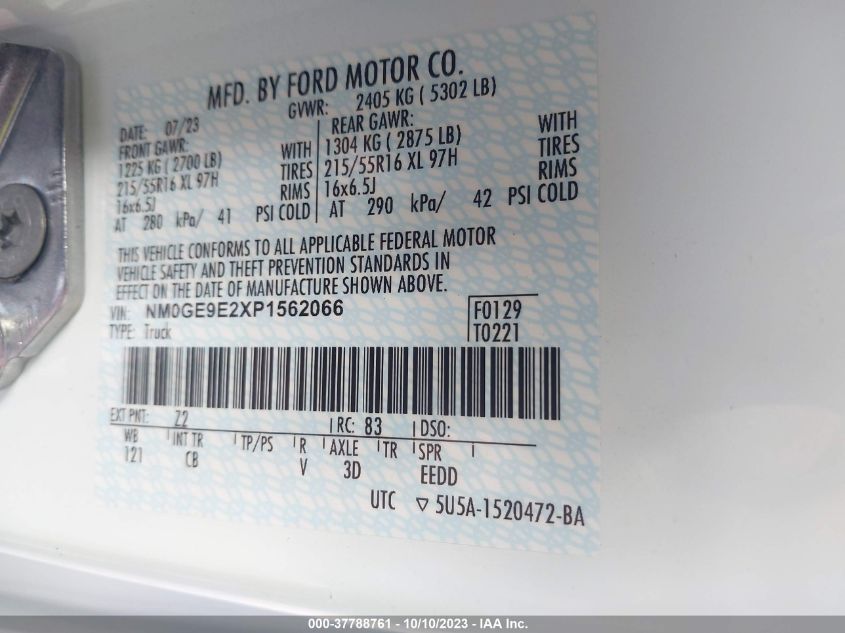 MFD. BY FORD MOTOR CO.
GVWR: 2405 KG ( 5302 LB)
DATE: 07/23
FRONT GAWR:
1225 KG ( 2700 LB) WITH
215/55R16 XL 97H TIRES
16x6.5J RIMS
AT 280 kPa/ 41 PSI COLD
REAR GAWR:
1304 KG ( 2875 LB) WITH
215/55R16 XL 97H TIRES
16x6.5J RIMS
AT 290 kPa/ 42 PSI COLD
THIS VEHICLE CONFORMS TO ALL APPLICABLE FEDERAL MOTOR
VEHICLE SAFETY AND THEFT PREVENTION STANDARDS IN
EFFECT ON THE DATE OF MANUFACTURE SHOWN ABOVE.
VIN: NM0GE9E2XP1562066
TYPE: Truck
F0129
T0221
EXT PNT: Z2 RC: 83 DSO:
WB INT TR TP/PS R AXLE TR SPR
121 CB V 3D EEDD
UTC ▽ 5U5A-1520472-BA
000-37788761 - 10/10/2023 - IAA Inc.